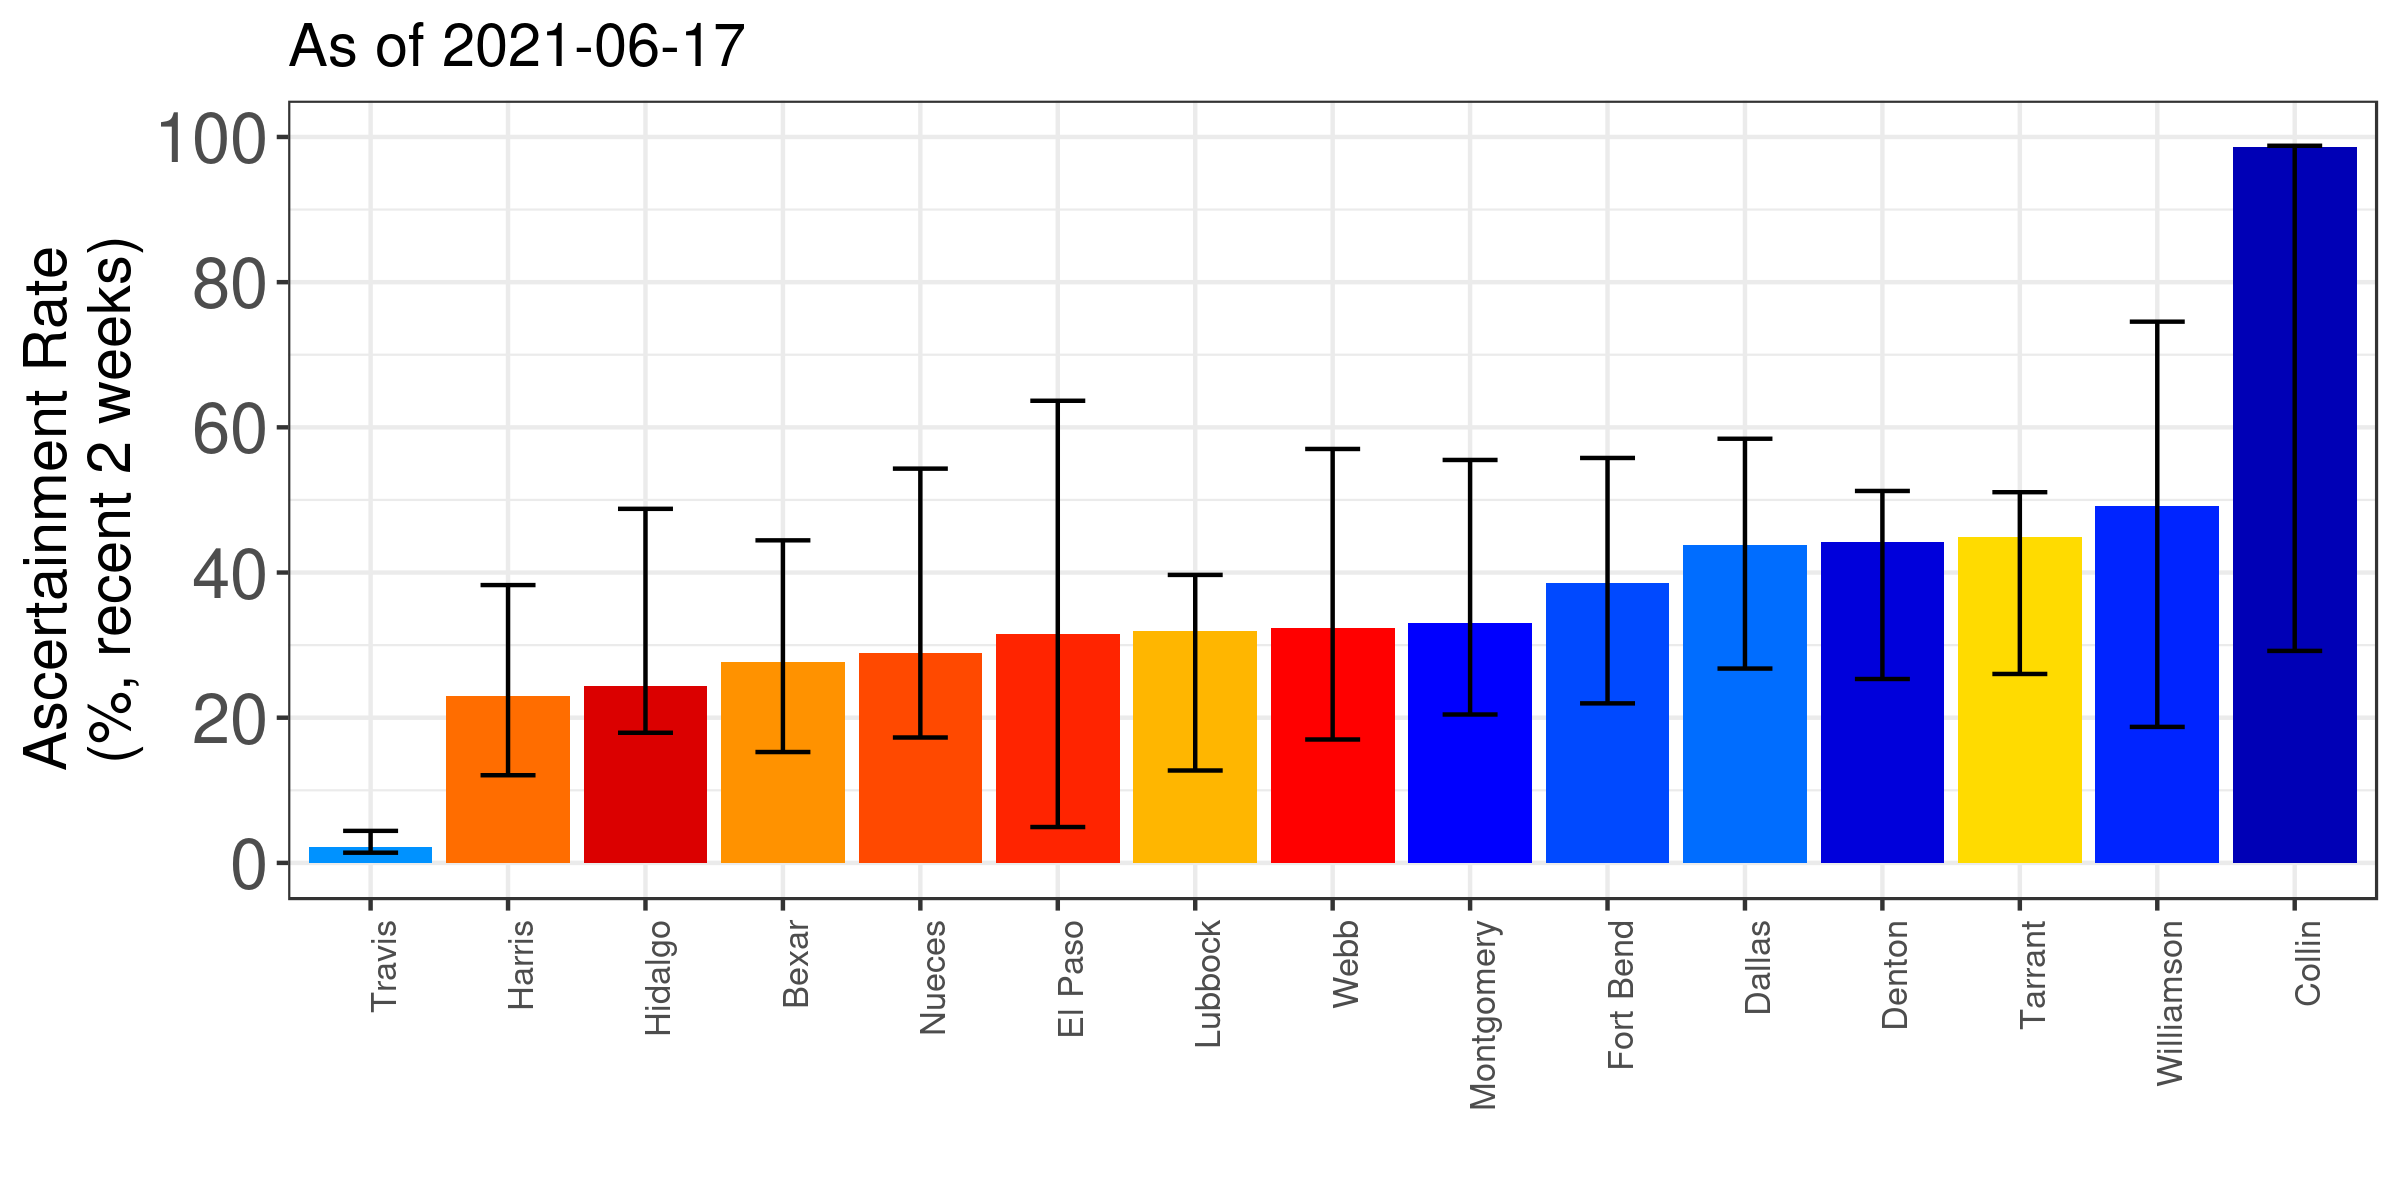 As of 2021-06-17
Ascertainment Rate
(%, recent 2 weeks)
100
80
60
40
20
0
Travis
Harris
Hidalgo
Bexar
Nueces
El Paso
Lubbock
Webb
Montgomery
Fort Bend
Dallas
Denton
Tarrant
Williamson
Collin